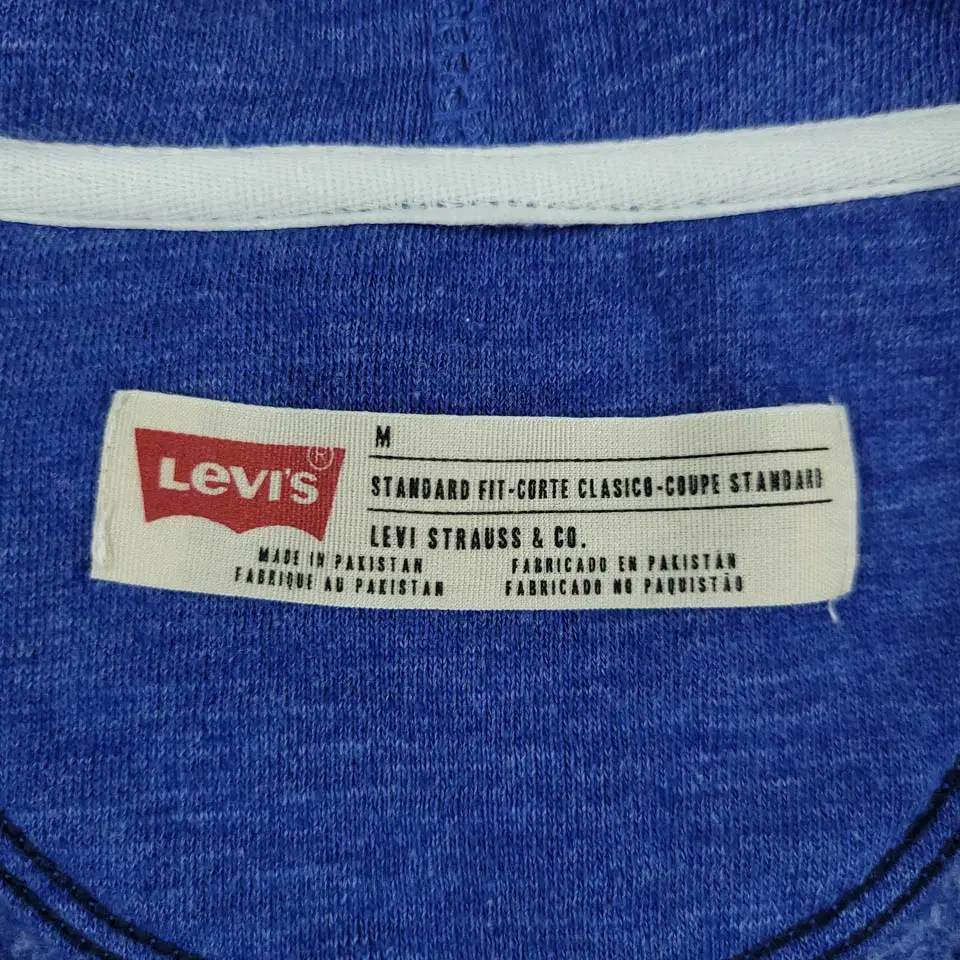 LEVI'S®
M
STANDARD FIT-CORTE CLASICO-COUPE STANDARD
LEVI STRAUSS & CO.
MADE IN PAKISTAN FABRICADO EN PAKISTÁN
FABRIQUE AU PAKISTAN FABRICADO NO PAQUISTÃO